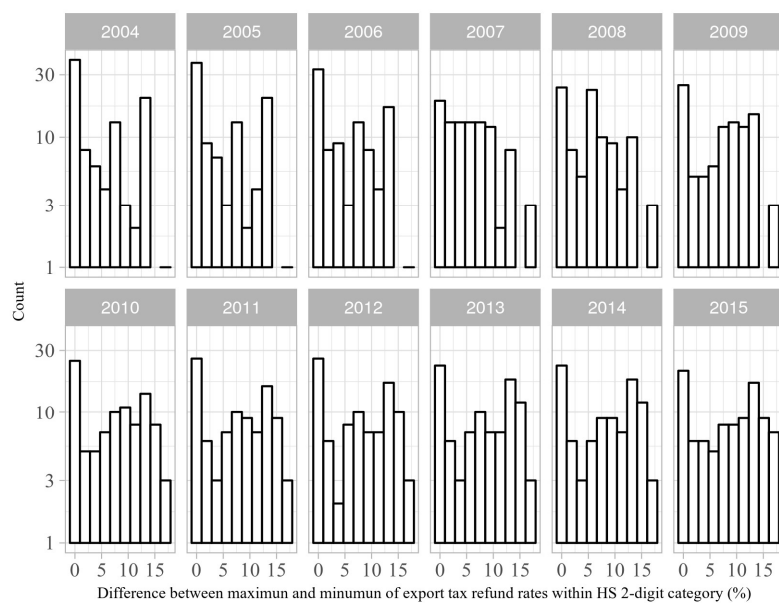 2004 2005 2006 2007 2008 2009
30
10
3
1
Count
2010 2011 2012 2013 2014 2015
30
10
3
1
0 5 10 15 0 5 10 15 0 5 10 15 0 5 10 15 0 5 10 15 0 5 10 15
Difference between maximun and minumun of export tax refund rates within HS 2-digit category (%)